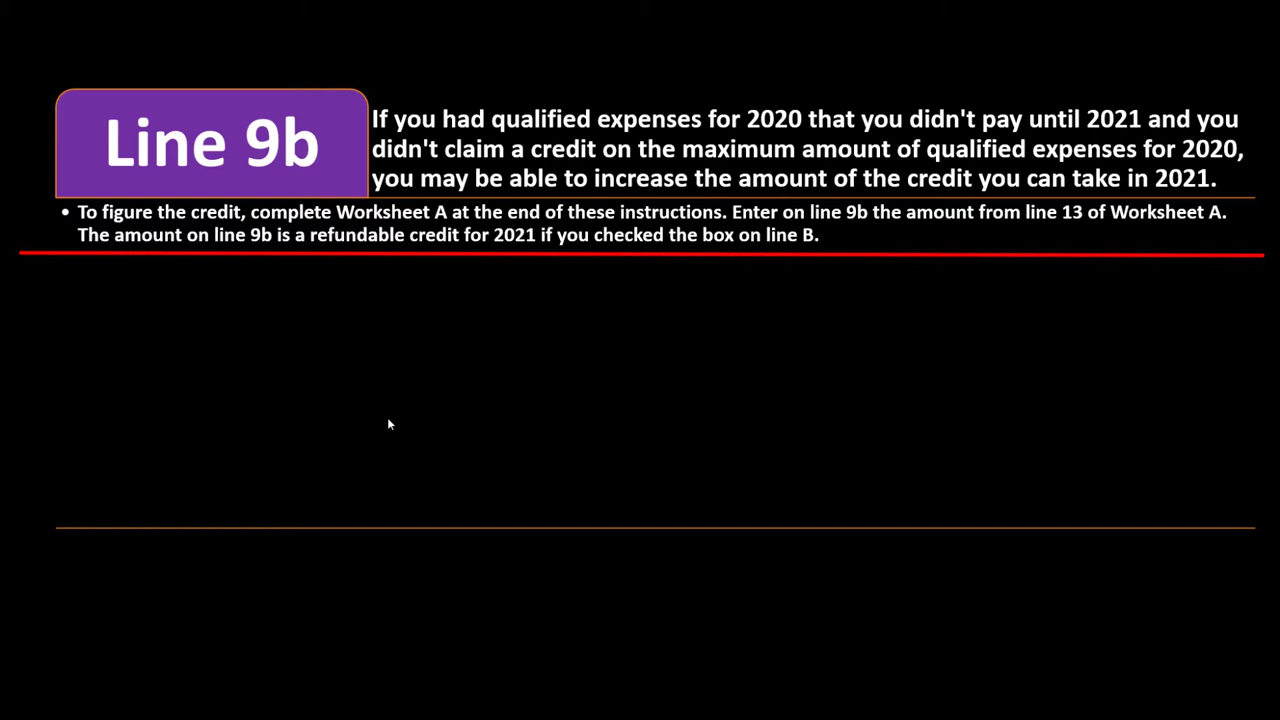 Line 9b
If you had qualified expenses for 2020 that you didn't pay until 2021 and you
didn't claim a credit on the maximum amount of qualified expenses for 2020,
you may be able to increase the amount of the credit you can take in 2021.
• To figure the credit, complete Worksheet A at the end of these instructions. Enter on line 9b the amount from line 13 of Worksheet A.
The amount on line 9b is a refundable credit for 2021 if you checked the box on line B.